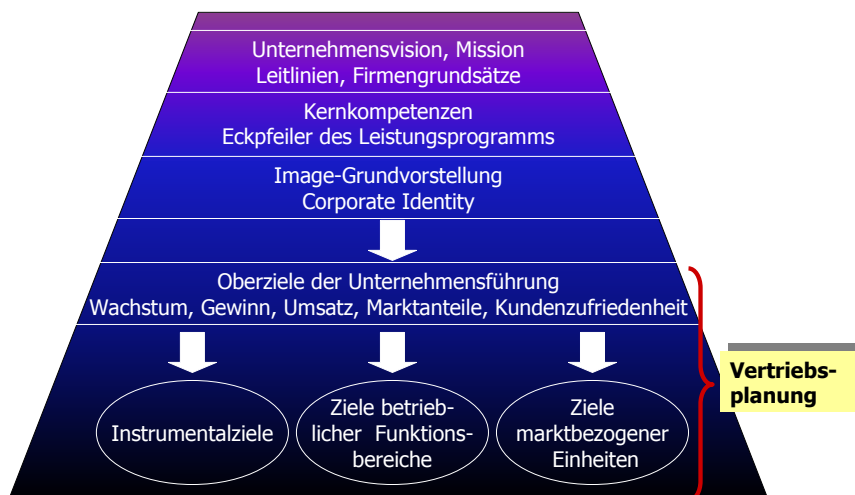 Unternehmensvision, Mission
Leitlinien, Firmengrundsätze
Kernkompetenzen
Eckpfeiler des Leistungsprogramms
Image-Grundvorstellung
Corporate Identity
Oberziele der Unternehmensführung
Wachstum, Gewinn, Umsatz, Marktanteile, Kundenzufriedenheit
Instrumentalziele
Ziele betrieb-
licher Funktions-
bereiche
Ziele
marktbezogener
Einheiten
Vertriebs-
planung